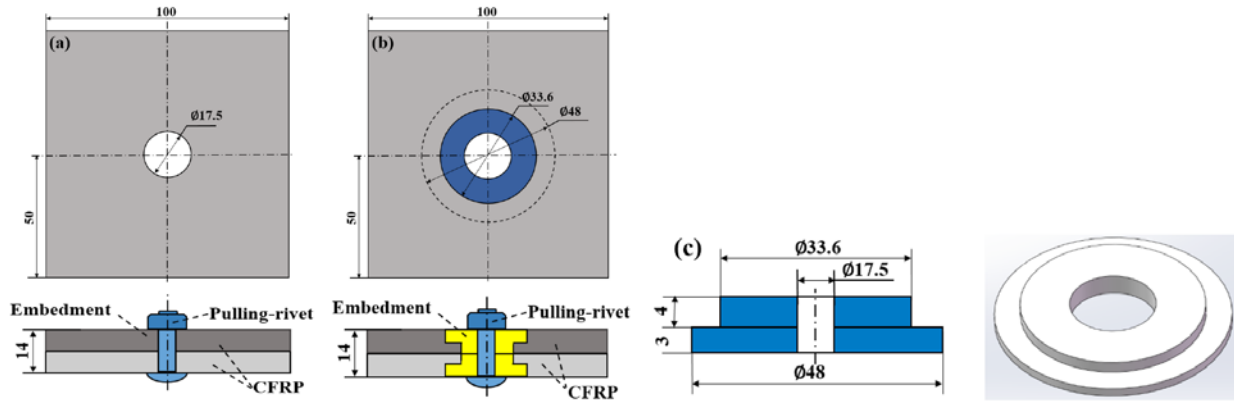 100
(a)
Ø17.5
50
Embedment
Pulling-rivet
14
CFRP
100
(b)
Ø33.6
Ø48
50
Embedment
Pulling-rivet
14
CFRP
(c)
Ø33.6
Ø17.5
4
3
Ø48